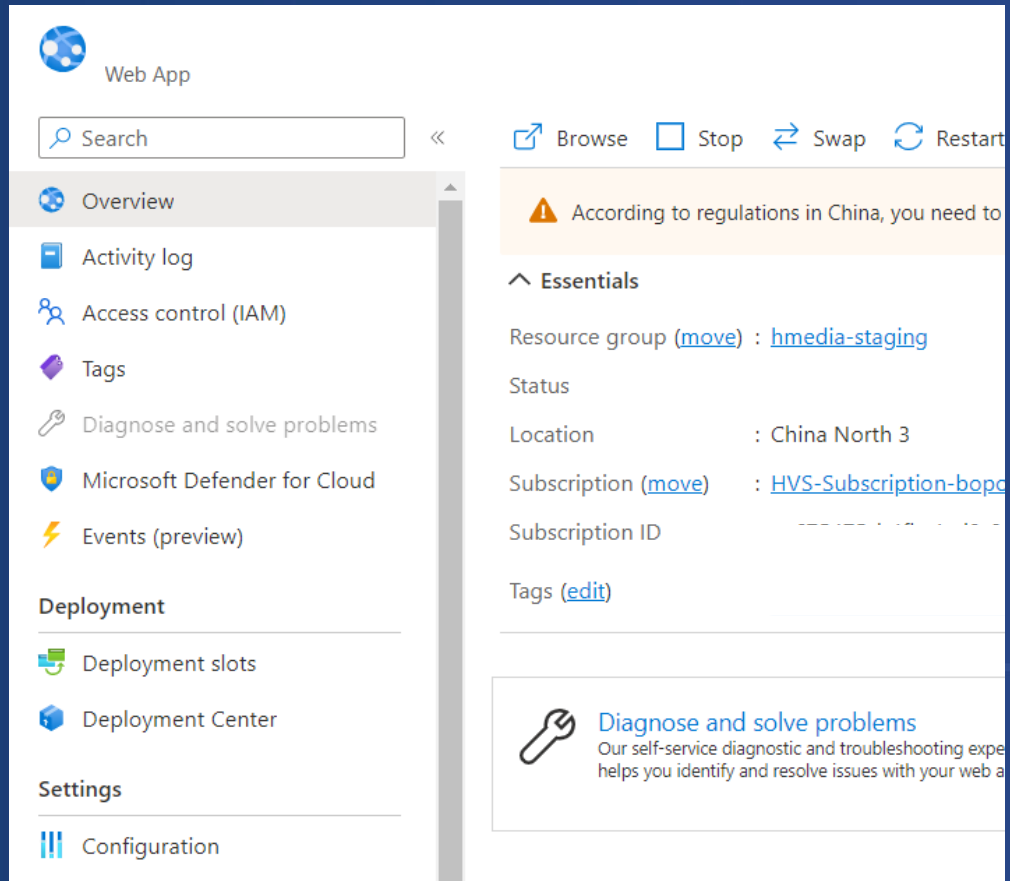 Web App
Search
«
Browse Stop Swap Restart
Overview
Activity log
Access control (IAM)
Tags
Diagnose and solve problems
Microsoft Defender for Cloud
Events (preview)
Deployment
Deployment slots
Deployment Center
Settings
Configuration
According to regulations in China, you need to
Essentials
Resource group (move) : hmedia-staging
Status
Location : China North 3
Subscription (move) : HVS-Subscription-bopo
Subscription ID
Tags (edit)
Diagnose and solve problems
Our self-service diagnostic and troubleshooting expe
helps you identify and resolve issues with your web a